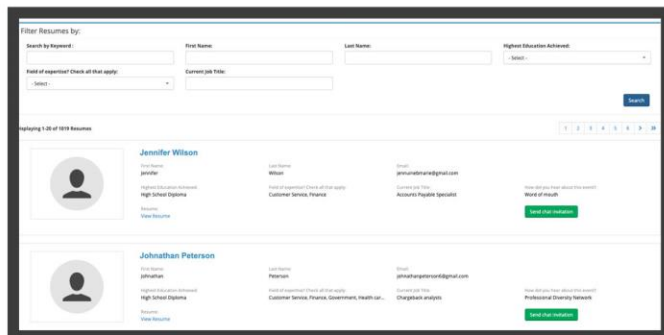 Filter Resumes by:
Search by Keyword :
First Name:
Last Name:
Highest Education Achieved:
- Select -
Field of expertise? Check all that apply:
Current Job Title:
- Select -
Search
isplaying 1-20 of 1019 Resumes
1 2 3 4 5 6
Jennifer Wilson
First Name:
Jennifer
Last Name:
Wilson
Email:
Highest Education Achieved:
High School Diploma
Field of expertise? Check all that apply:
Customer Service, Finance
Current Job Title:
Accounts Payable Specialist
How did you hear about this event?
Word of mouth
Resume:
View Resume
Send chat invitation
Johnathan Peterson
First Name:
Johnathan
Last Name:
Peterson
Email:
johnathanpeterson6@gmail.com
Highest Education Achieved:
High School Diploma
Field of expertise? Check all that apply:
Customer Service, Finance, Government, Health car...
Current Job Title:
Chargeback analysts
How did you hear about this event?
Professional Diversity Network
Resume:
View Resume
Send chat invitation